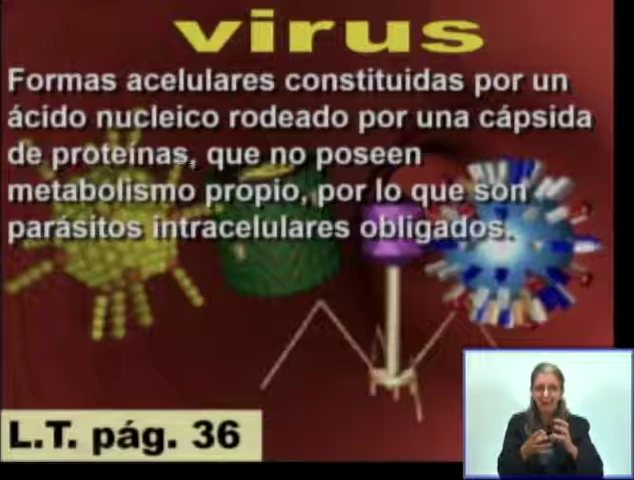 virus
Formas acelulares constituidas por un
ácido nucleico rodeado por una cápsida
de proteínas, que no poseen
metabolismo propio, por lo que son
parásitos intracelulares obligados.
L.T. pág. 36